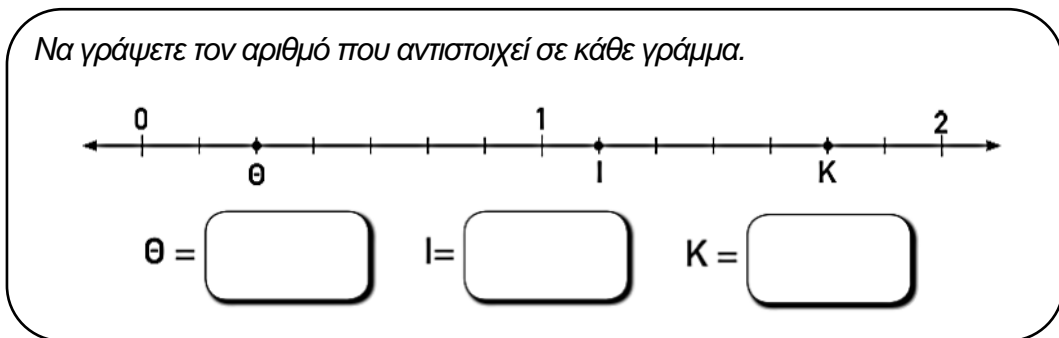 Να γράψετε τον αριθμό που αντιστοιχεί σε κάθε γράμμα.
0 1 2
Θ Ι Κ
Θ = Ι= Κ =